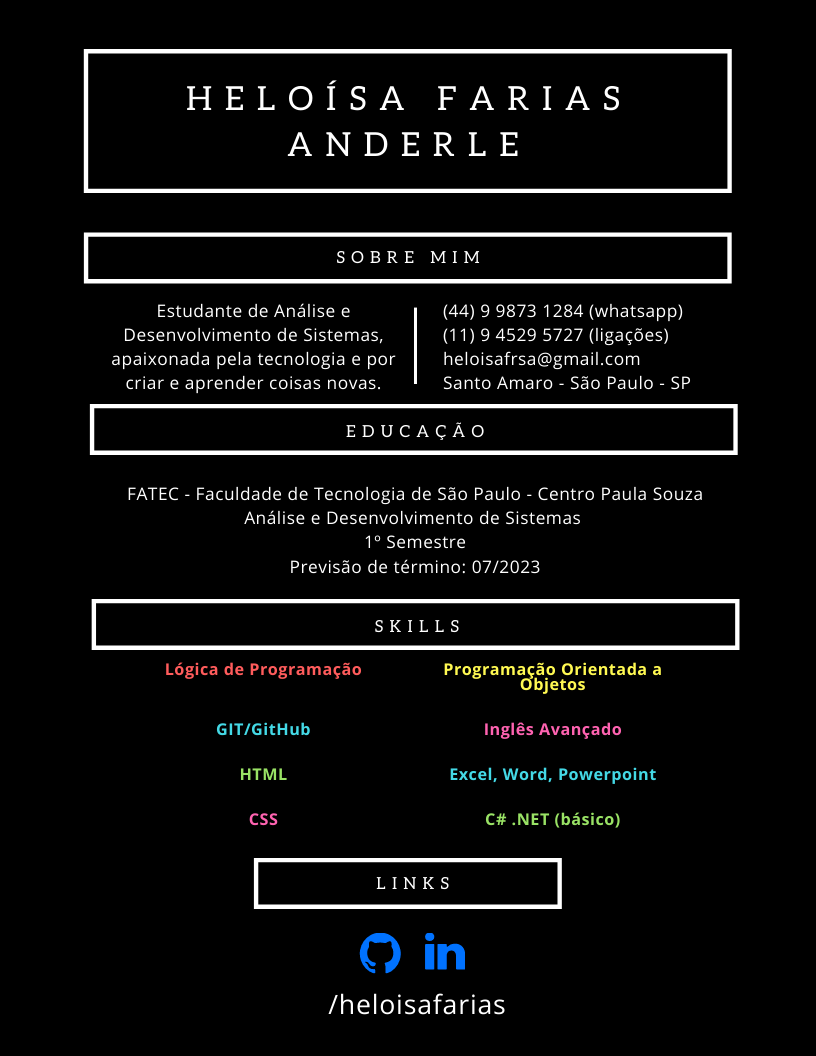 HELOÍSA FARIAS
ANDERLE
SOBRE MIM
Estudante de Análise e
Desenvolvimento de Sistemas,
apaixonada pela tecnologia e por
criar e aprender coisas novas.
(44) 9 9873 1284 (whatsapp)
(11) 9 4529 5727 (ligações)
heloisafrsa@gmail.com
Santo Amaro - São Paulo - SP
EDUCAÇÃO
FATEC - Faculdade de Tecnologia de São Paulo - Centro Paula Souza
Análise e Desenvolvimento de Sistemas
1º Semestre
Previsão de término: 07/2023
SKILLS
Lógica de Programação
Programação Orientada a
Objetos
GIT/GitHub
Inglês Avançado
HTML
Excel, Word, Powerpoint
CSS
C# .NET (básico)
LINKS
in
/heloisafarias